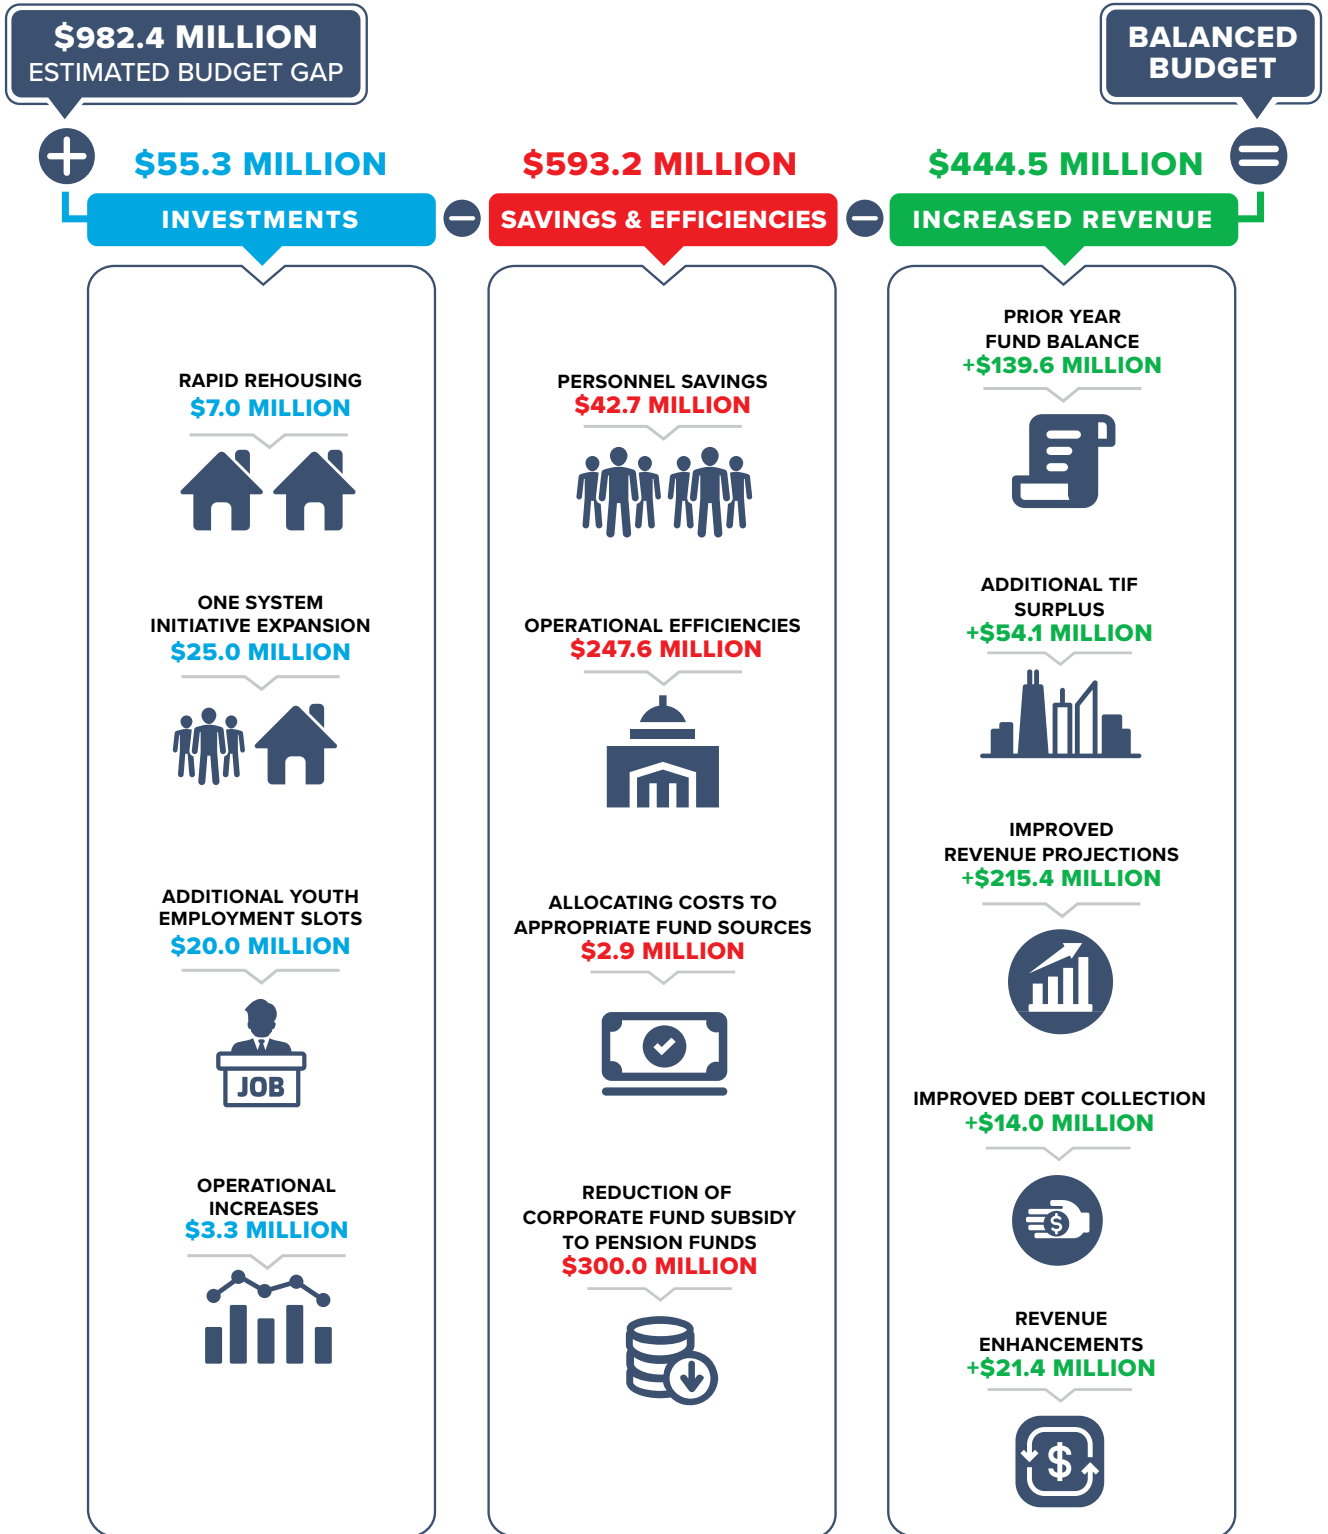 $982.4 MILLION
ESTIMATED BUDGET GAP
BALANCED
BUDGET
$55.3 MILLION
INVESTMENTS
RAPID REHOUSING
$7.0 MILLION
ONE SYSTEM
INITIATIVE EXPANSION
$25.0 MILLION
ADDITIONAL YOUTH
EMPLOYMENT SLOTS
$20.0 MILLION
JOB
OPERATIONAL
INCREASES
$3.3 MILLION
$593.2 MILLION
SAVINGS & EFFICIENCIES
PERSONNEL SAVINGS
$42.7 MILLION
OPERATIONAL EFFICIENCIES
$247.6 MILLION
ALLOCATING COSTS TO
APPROPRIATE FUND SOURCES
$2.9 MILLION
REDUCTION OF
CORPORATE FUND SUBSIDY
TO PENSION FUNDS
$300.0 MILLION
$444.5 MILLION
INCREASED REVENUE
PRIOR YEAR
FUND BALANCE
+$139.6 MILLION
ADDITIONAL TIF
SURPLUS
+$54.1 MILLION
IMPROVED
REVENUE PROJECTIONS
+$215.4 MILLION
IMPROVED DEBT COLLECTION
+$14.0 MILLION
$
REVENUE
ENHANCEMENTS
+$21.4 MILLION
$